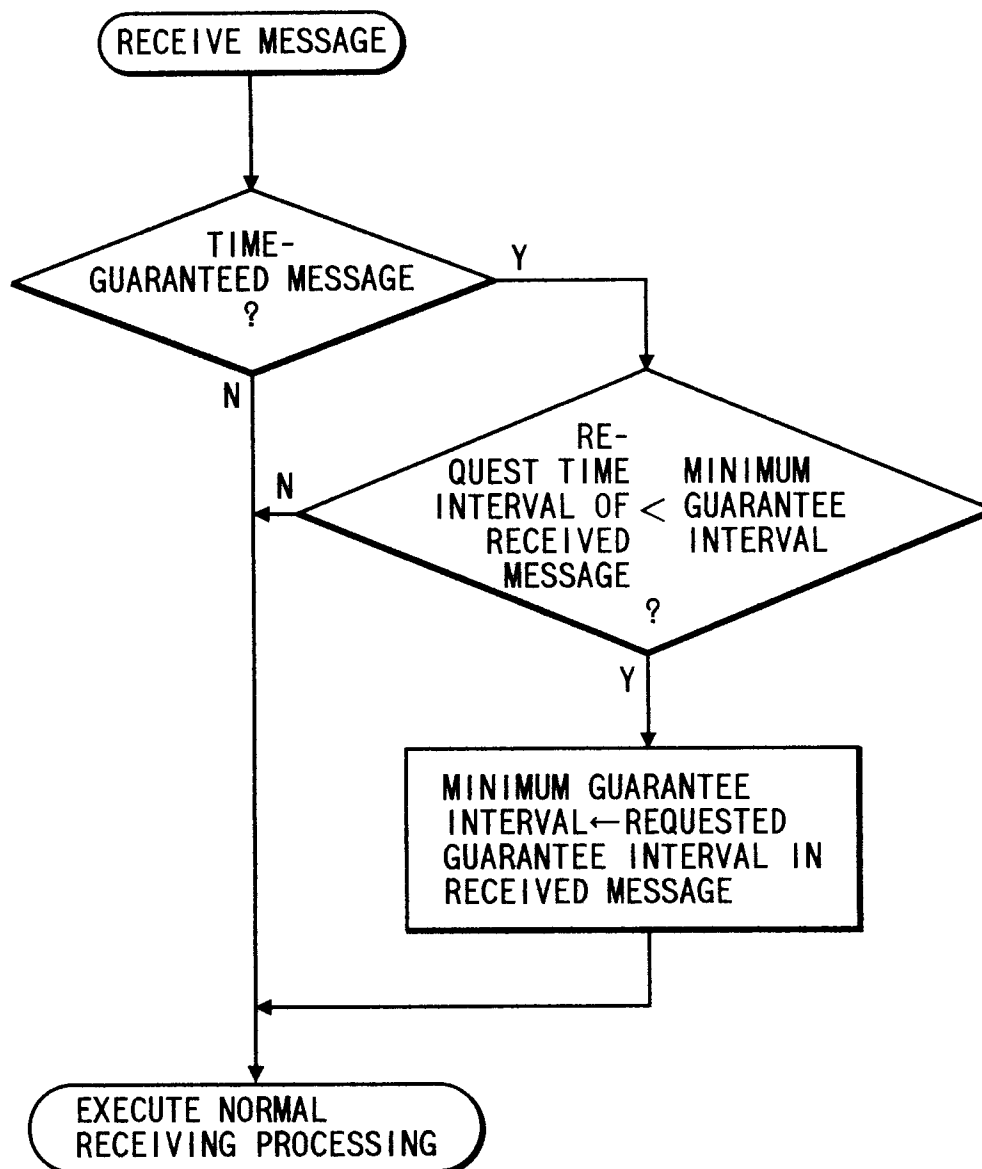 RECEIVE MESSAGE
TIME-
GUARANTEED MESSAGE
?
Y
N
RE-
QUEST TIME
INTERVAL OF
RECEIVED
MESSAGE
<
MINIMUM
GUARANTEE
INTERVAL
?
N
Y
MINIMUM GUARANTEE
INTERVAL←REQUESTED
GUARANTEE INTERVAL IN
RECEIVED MESSAGE
EXECUTE NORMAL
RECEIVING PROCESSING